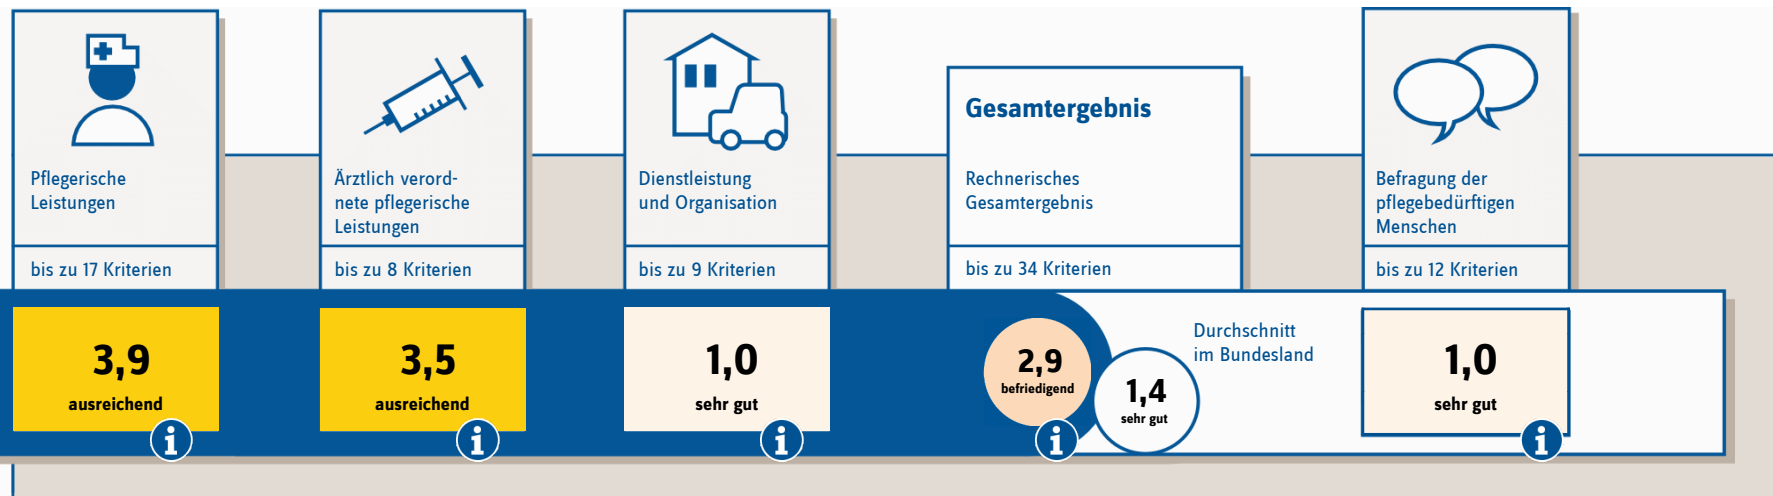 Pflegerische
Leistungen
bis zu 17 Kriterien
3,9
ausreichend
i
Ärztlich verord-
nete pflegerische
Leistungen
bis zu 8 Kriterien
3,5
ausreichend
i
Dienstleistung
und Organisation
bis zu 9 Kriterien
1,0
sehr gut
i
Gesamtergebnis
Rechnerisches
Gesamtergebnis
bis zu 34 Kriterien
2,9
befriedigend
i
Durchschnitt
im Bundesland
1,4
sehr gut
Befragung der
pflegebedürftigen
Menschen
bis zu 12 Kriterien
1,0
sehr gut
i